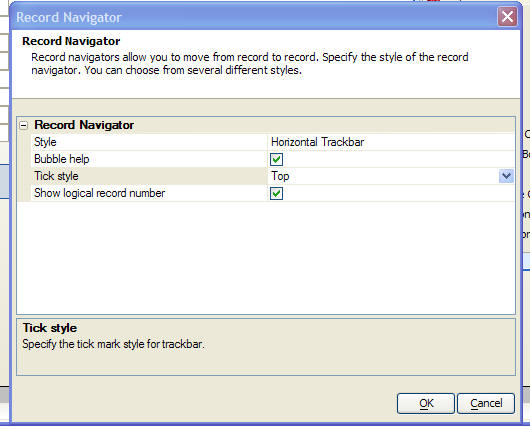 Record Navigator
Record Navigator
Record navigators allow you to move from record to record. Specify the style of the record
navigator. You can choose from several different styles.
Record Navigator
Style Horizontal Trackbar
Bubble help
Tick style Top
Show logical record number
Tick style
Specify the tick mark style for trackbar.
OK Cancel